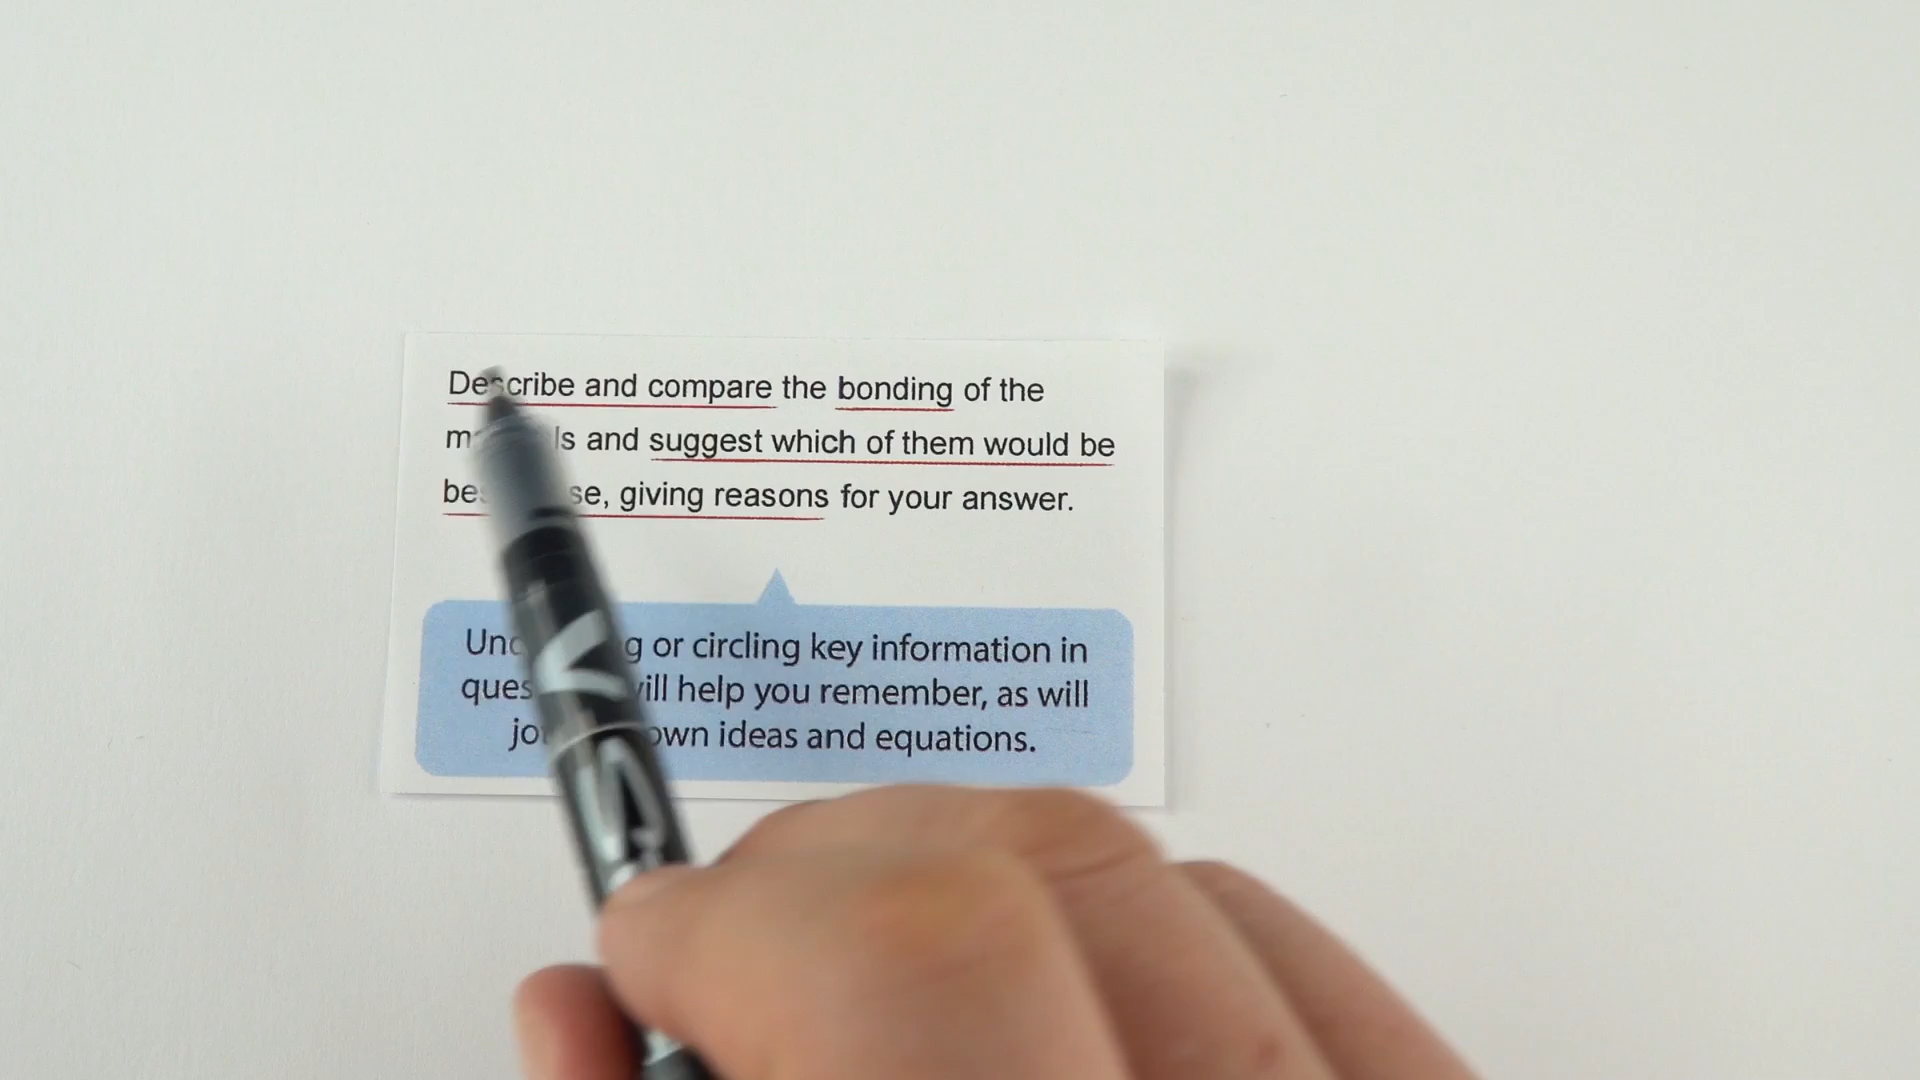 Describe and compare the bonding of the
and suggest which of them would be
giving reasons for your answer.
or circling key information in
will help you remember, as will
ideas and equations.